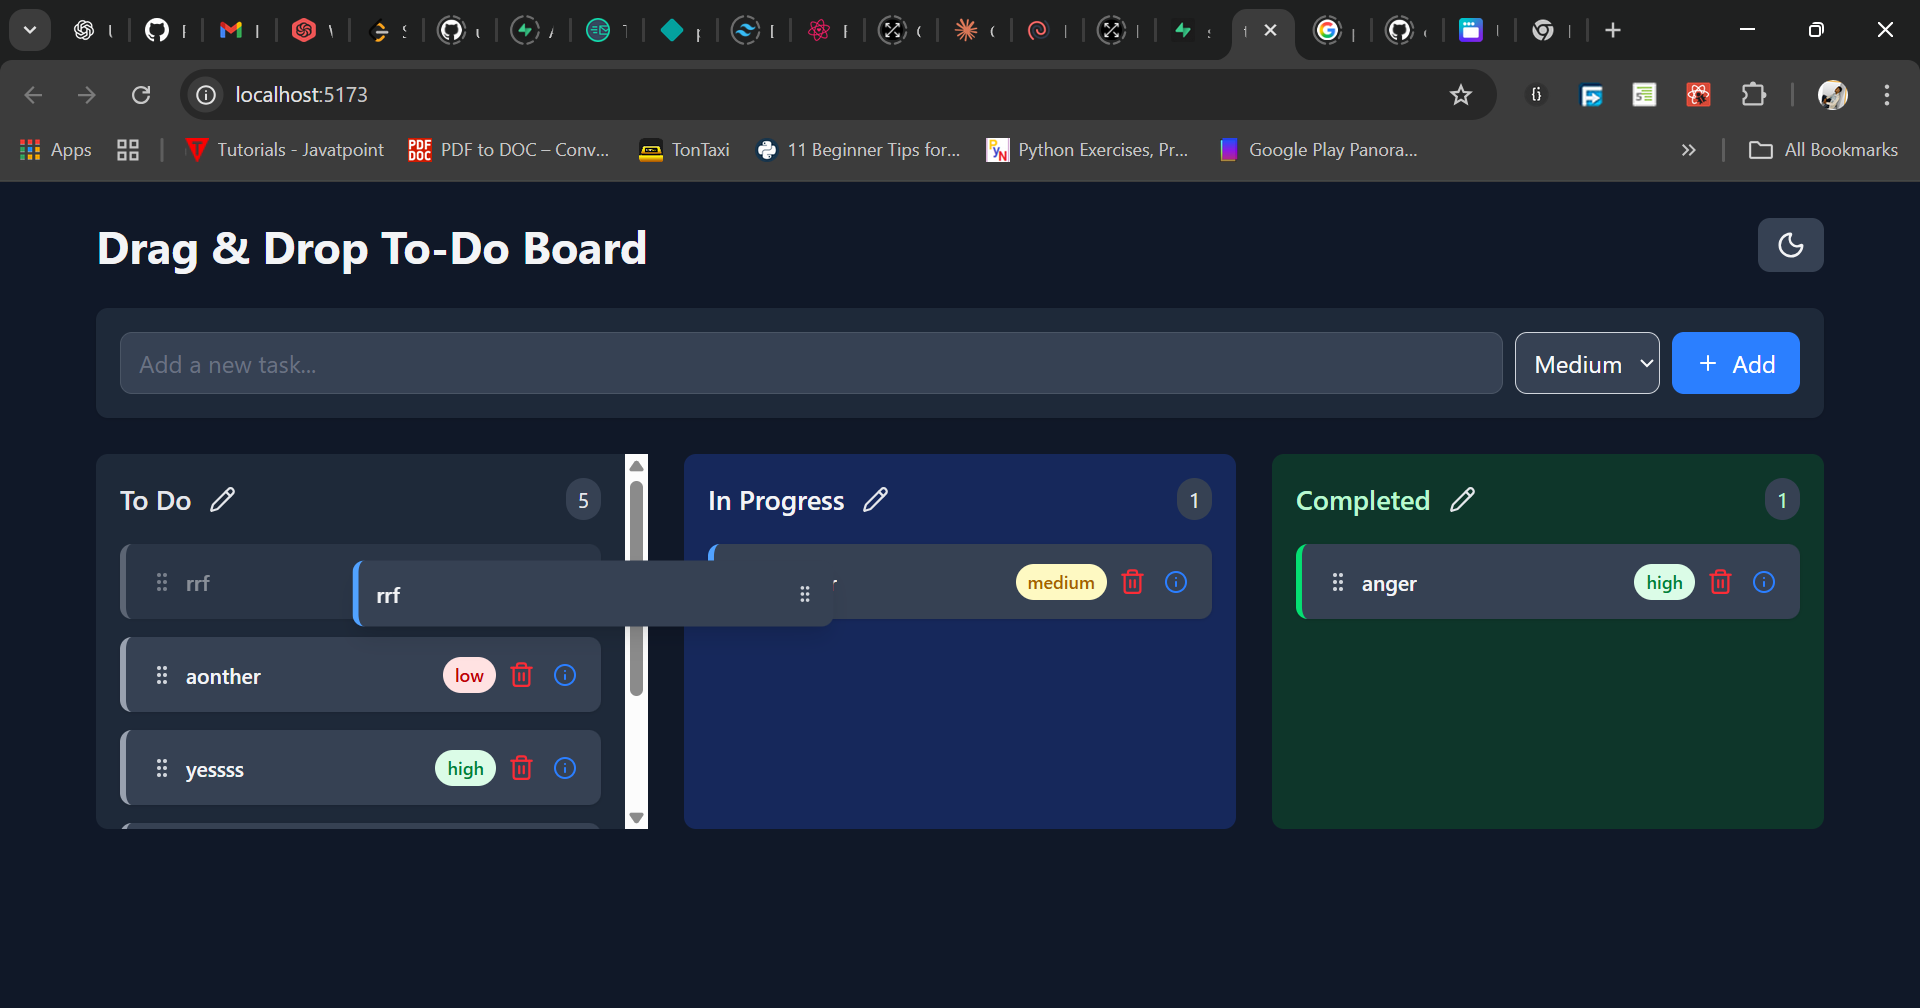 localhost:5173
Apps
Tutorials - Javatpoint
PDF to DOC – Conv...
TonTaxi
11 Beginner Tips for...
Python Exercises, Pr...
Google Play Panora...
All Bookmarks
Drag & Drop To-Do Board
Add a new task...
Medium
Add
To Do
5
rrf
rrf
aonther
low
yessss
high
In Progress
1
medium
Completed
1
anger
high